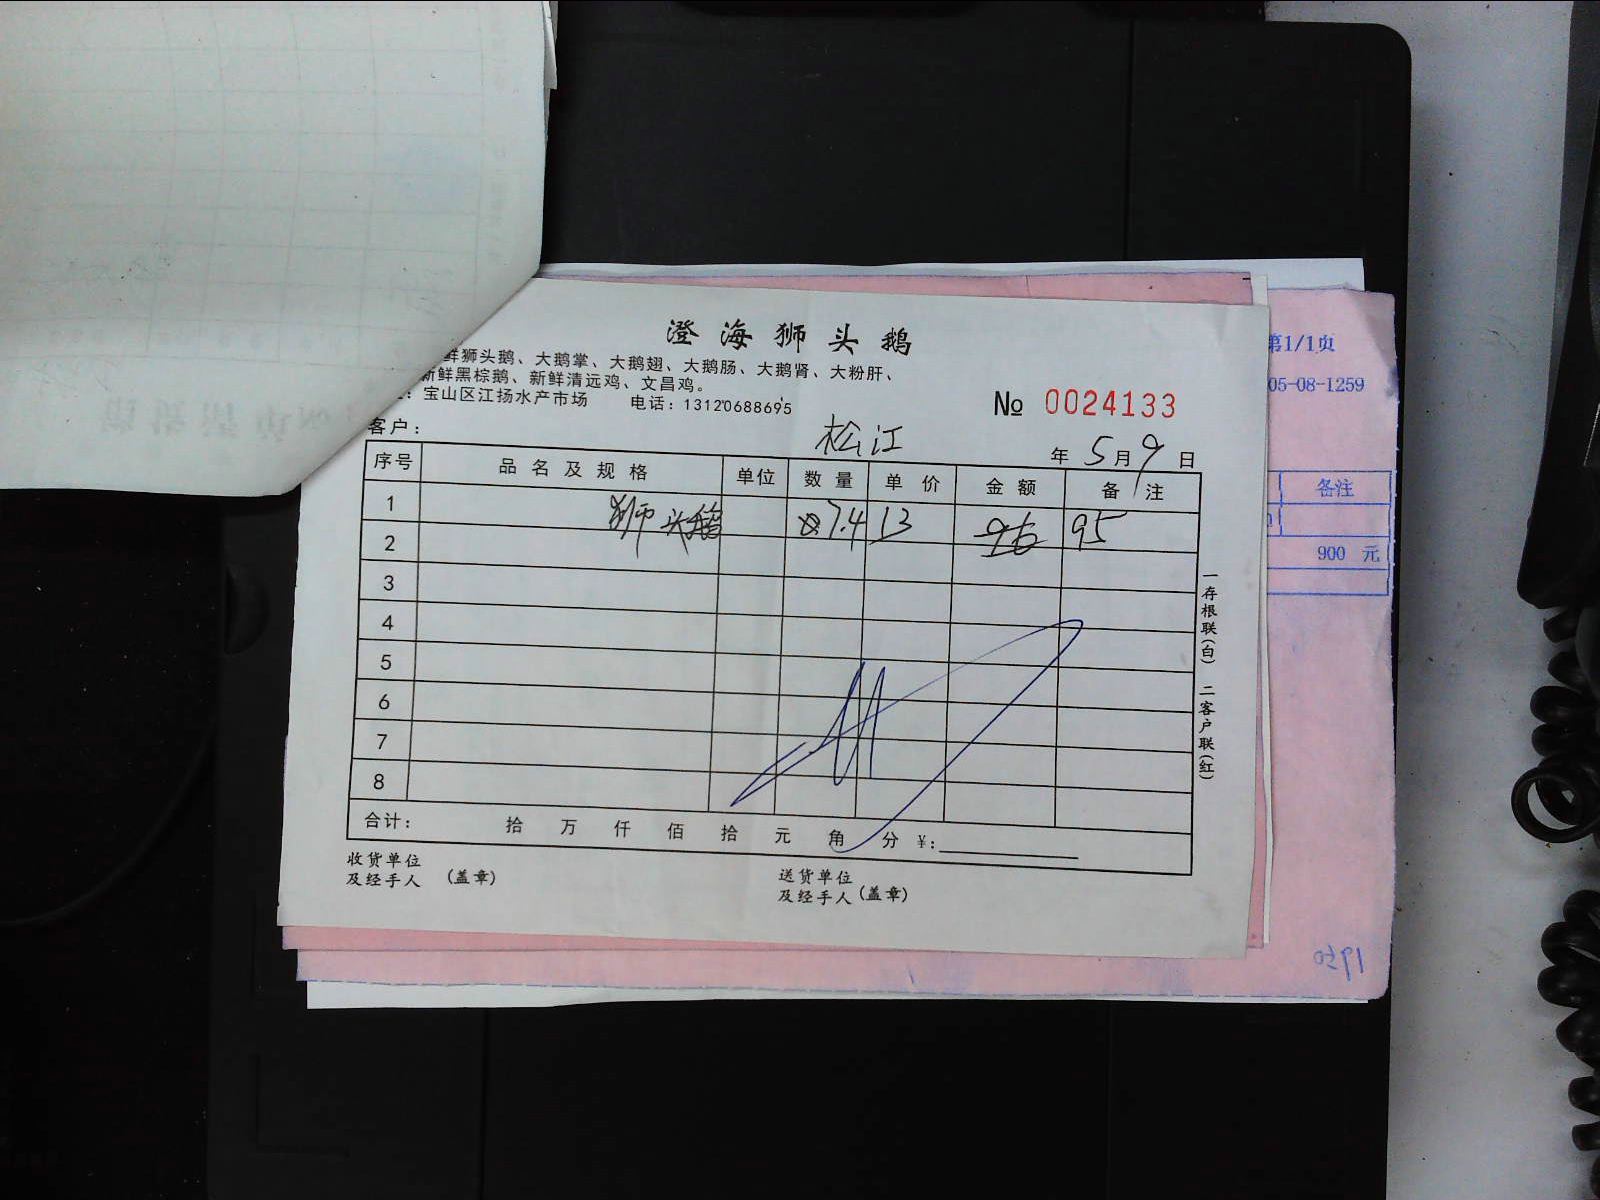 澄海狮头鹅
鲜狮头鹅、大鹅掌、大鹅翅、大鹅肠、大鹅肾、大粉肝、
新鲜黑棕鹅、新鲜清远鸡、文昌鸡。
：宝山区江扬水产市场 电话：13120688695
№ 0024133
客户： 松江 年 5月 9日
序号 品名及规格 单位 数量 单价 金额 备注
1 狮头鹅 7.4 13 95
2
3
4
5
6
7
8
合计： 拾 万 仟 佰 拾 元 角 分 ¥:
收货单位
及经手人 (盖章)
送货单位
及经手人 (盖章)
一存根联(白) 二客户联(红)
第1/1页
05-08-1259
备注
900 元